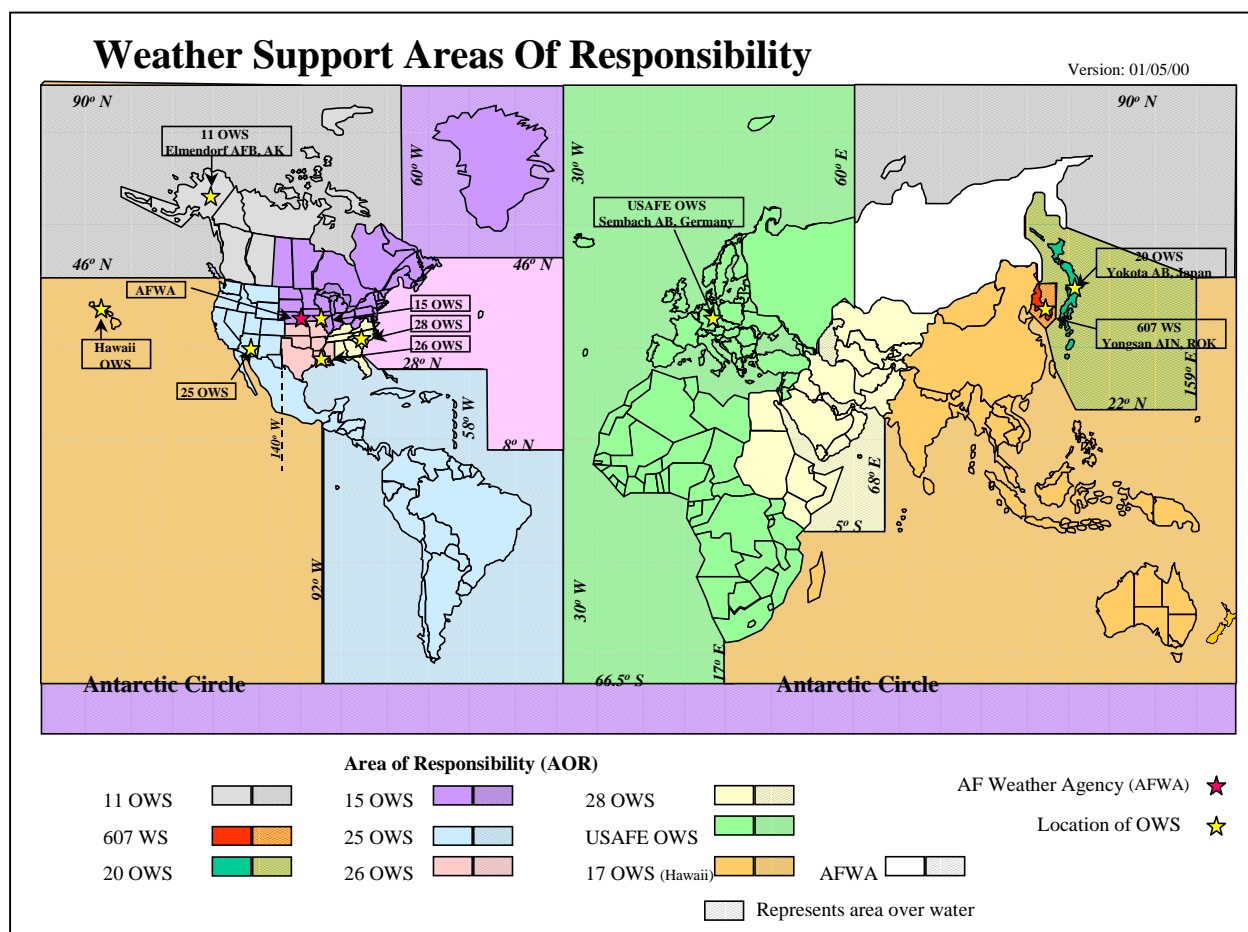 Weather Support Areas Of Responsibility
Version: 01/05/00
90º N
90º N
11 OWS
Elmendorf AFB, AK
60º W
30º W
60º E
USAFE OWS
Sembach AB, Germany
46º N
46º N
20 OWS
Yokota AB, Japan
AFWA
15 OWS
28 OWS
26 OWS
Hawaii
OWS
607 WS
Yongsan AIN, ROK
28º N
25 OWS
159º E
22º N
58º W
140º W
8º N
68º E
5º S
92º W
30º W
17º E
66.5º S
Antarctic Circle
Antarctic Circle
Area of Responsibility (AOR)
11 OWS
15 OWS
28 OWS
AF Weather Agency (AFWA)
607 WS
25 OWS
USAFE OWS
Location of OWS
20 OWS
26 OWS
17 OWS (Hawaii)
AFWA
Represents area over water